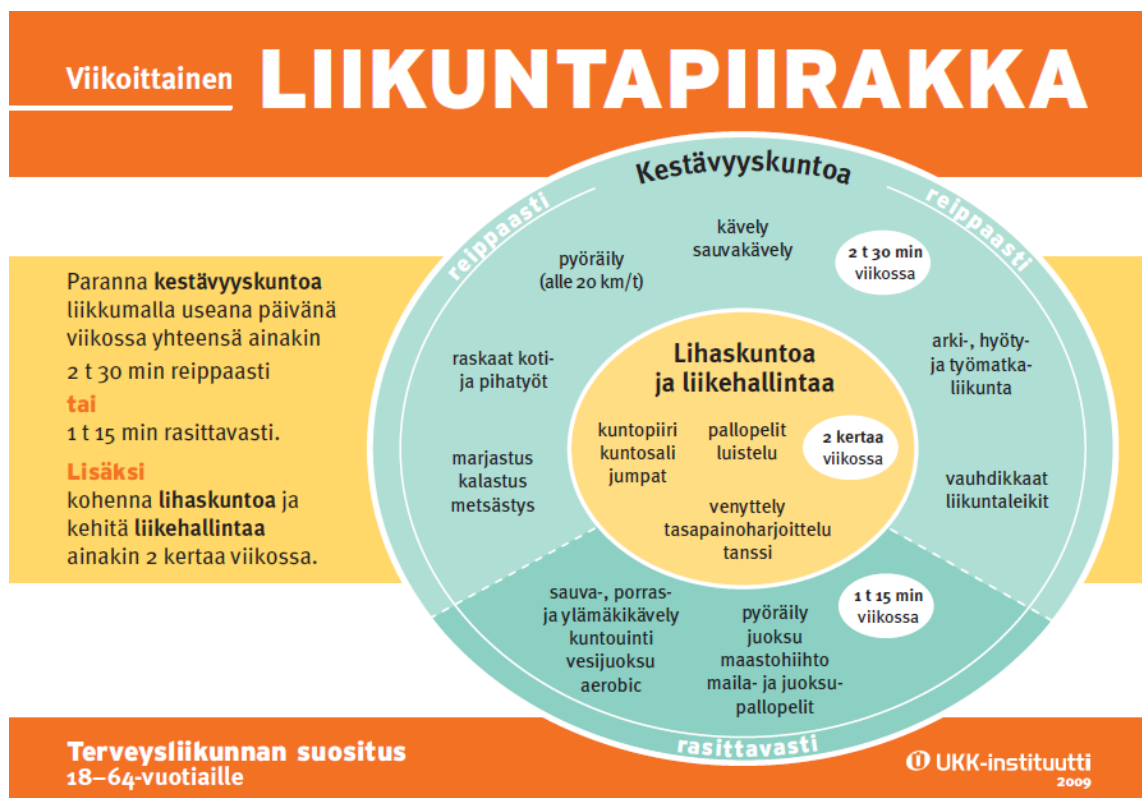 Viikoittainen LIIKUNTAPIIRAKKA
Paranna kestävyyskuntoa
liikkumalla useana päivänä
viikossa yhteensä ainakin
2 t 30 min reippaasti
tai
1 t 15 min rasittavasti.
Lisäksi
kohenna lihaskuntoa ja
kehitä liikehallintaa
ainakin 2 kertaa viikossa.
Kestävyyskuntoa
reippaasti
reippaasti
kävely
sauvakävely
2 t 30 min
viikossa
pyöräily
(alle 20 km/t)
raskaat koti-
ja pihatyöt
marjastus
kalastus
metsästys
arki-, hyöty-
ja työmatka-
liikunta
vauhdikkaat
liikuntaleikit
Lihaskuntoa
ja liikehallintaa
kuntopiiri
kuntosali
jumpat
pallopelit
luistelu
2 kertaa
viikossa
venyttely
tasapainoharjoittelu
tanssi
sauva-, porras-
ja ylämäkikävely
kuntouinti
vesijuoksu
aerobic
pyöräily
juoksu
maastohiihto
maila- ja juoksu-
pallopelit
1 t 15 min
viikossa
rasittavasti
Terveysliikunnan suositus
18–64-vuotiaille
UKK-instituutti
2009